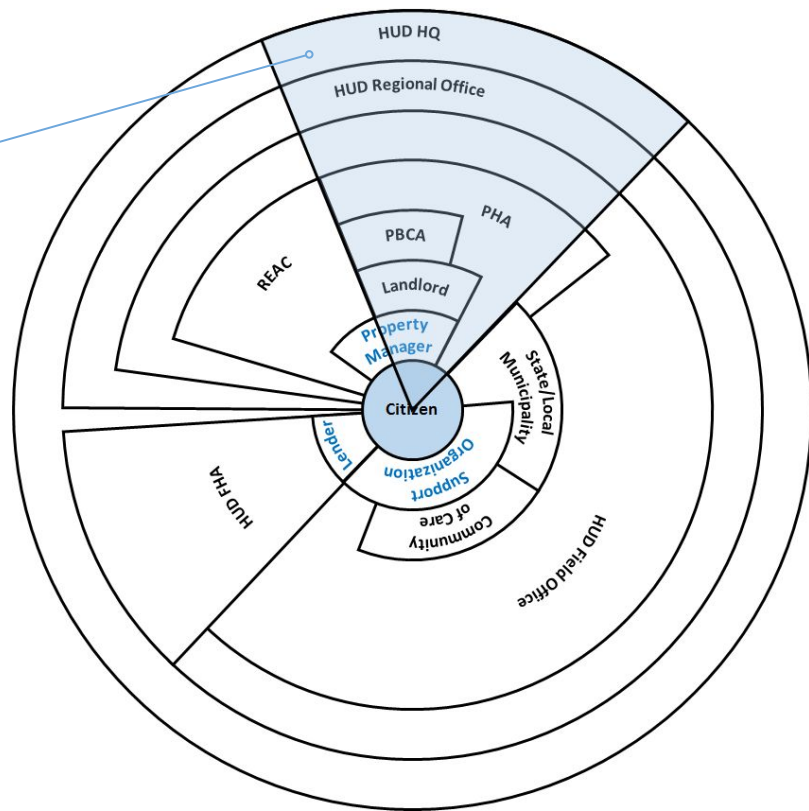 HUD HQ
HUD Regional Office
PHA
PBCA
REAC
Landlord
Property
Manager
State/Local
Municipality
Citizen
Lender
Support
Organization
HUD FHA
Community
of Care
HUD Field Office